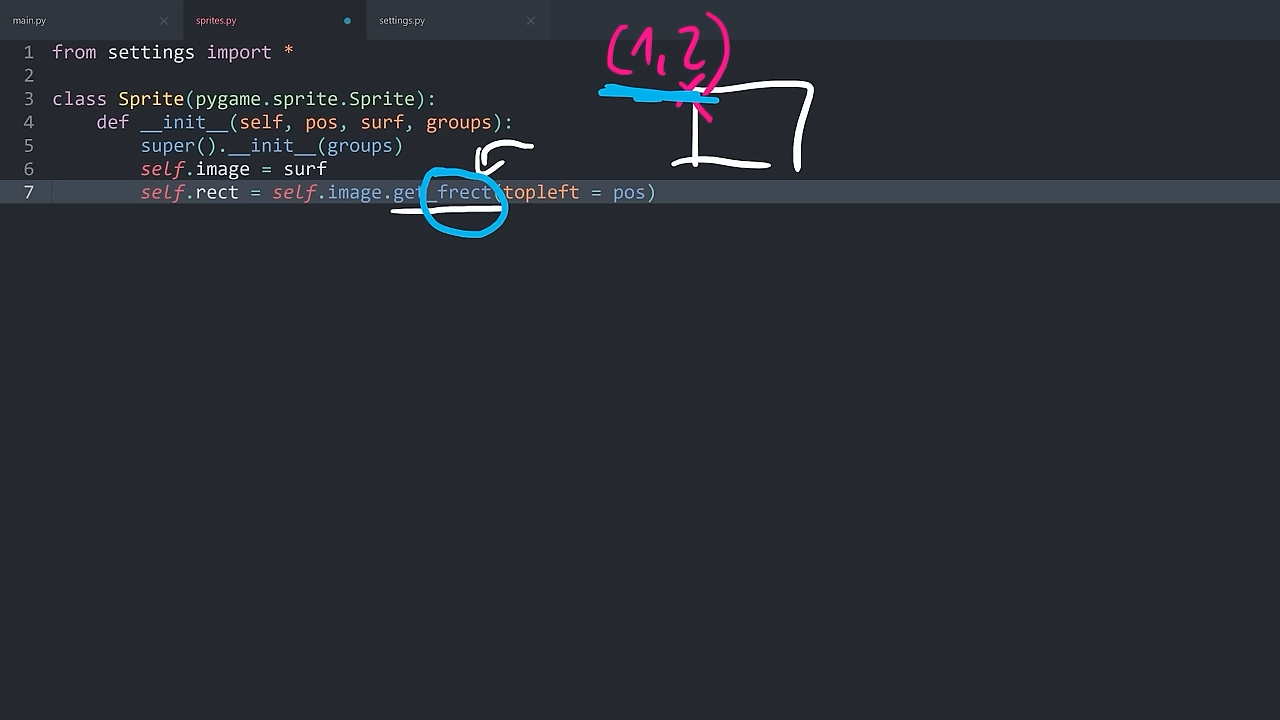 main.py
sprites.py
settings.py
(1,2)
1 from settings import *
2
3 class Sprite(pygame.sprite.Sprite):
4 def __init__(self, pos, surf, groups):
5 super().__init__(groups)
6 self.image = surf
7 self.rect = self.image.get_frect(topleft = pos)